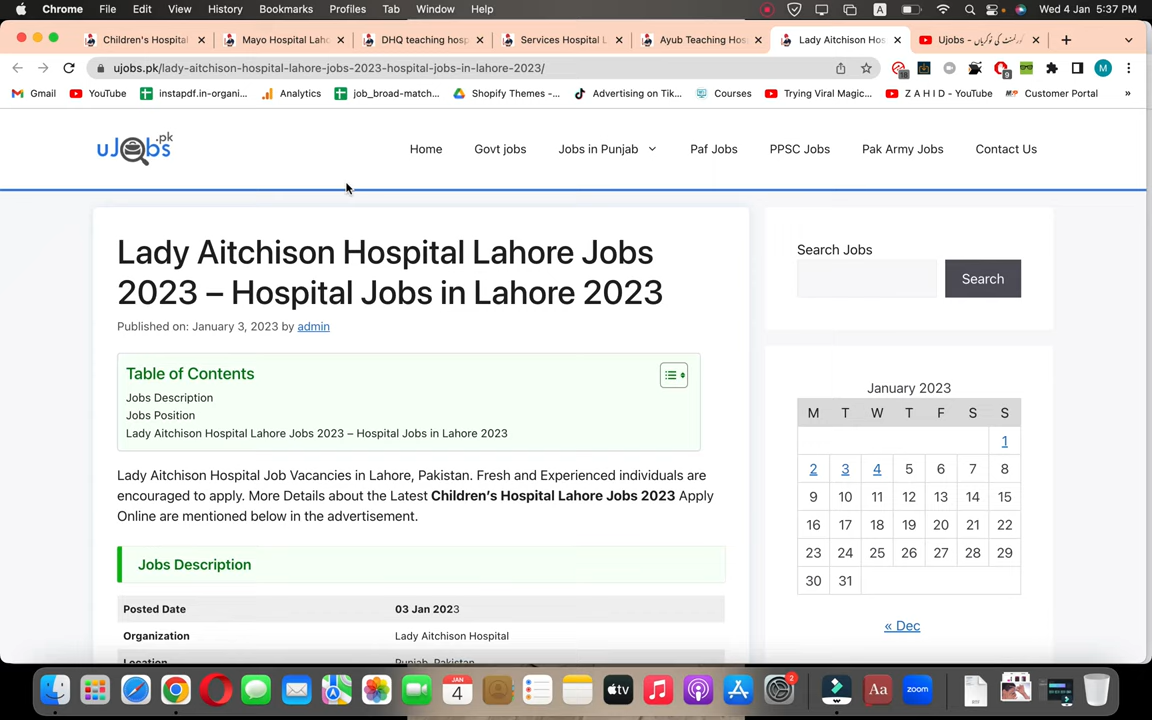 Chrome File Edit View History Bookmarks Profiles Tab Window Help A Wed 4 Jan 5:37 PM
Children's Hospital Mayo Hospital Laho DHQ teaching hosp Services Hospital L Ayub Teaching Hos Lady Aitchison Hos
ujobs.pk/lady-aitchison-hospital-lahore-jobs-2023-hospital-jobs-in-lahore-2023/
Gmail YouTube instapdf.in-organi... Analytics job_broad-match... Shopify Themes -... Advertising on Tik... Courses Trying Viral Magic... Z A H I D - YouTube Customer Portal »
uJobs.pk
Home Govt jobs Jobs in Punjab Paf Jobs PPSC Jobs Pak Army Jobs Contact Us
Lady Aitchison Hospital Lahore Jobs
2023 – Hospital Jobs in Lahore 2023
Published on: January 3, 2023 by admin
Table of Contents
Jobs Description
Jobs Position
Lady Aitchison Hospital Lahore Jobs 2023 – Hospital Jobs in Lahore 2023
Lady Aitchison Hospital Job Vacancies in Lahore, Pakistan. Fresh and Experienced individuals are
encouraged to apply. More Details about the Latest Children's Hospital Lahore Jobs 2023 Apply
Online are mentioned below in the advertisement.
Jobs Description
Posted Date 03 Jan 2023
Organization Lady Aitchison Hospital
Location Punjab, Pakistan
Search Jobs
Search
January 2023
M T W T F S S
1
2 3 4 5 6 7 8
9 10 11 12 13 14 15
16 17 18 19 20 21 22
23 24 25 26 27 28 29
30 31
« Dec
JAN
4
Aa
zoom
2